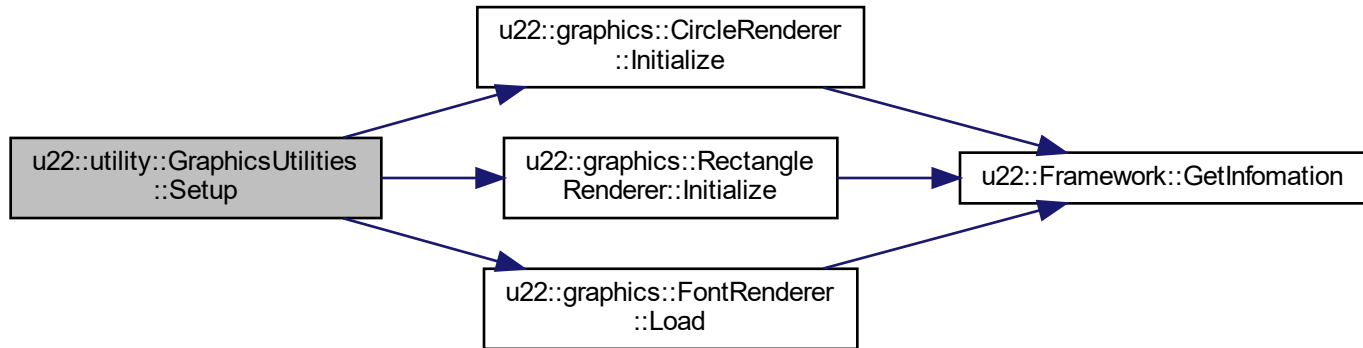 u22::graphics::CircleRenderer
::Initialize
u22::utility::GraphicsUtilities
::Setup
u22::graphics::Rectangle
Renderer::Initialize
u22::Framework::GetInfomation
u22::graphics::FontRenderer
::Load